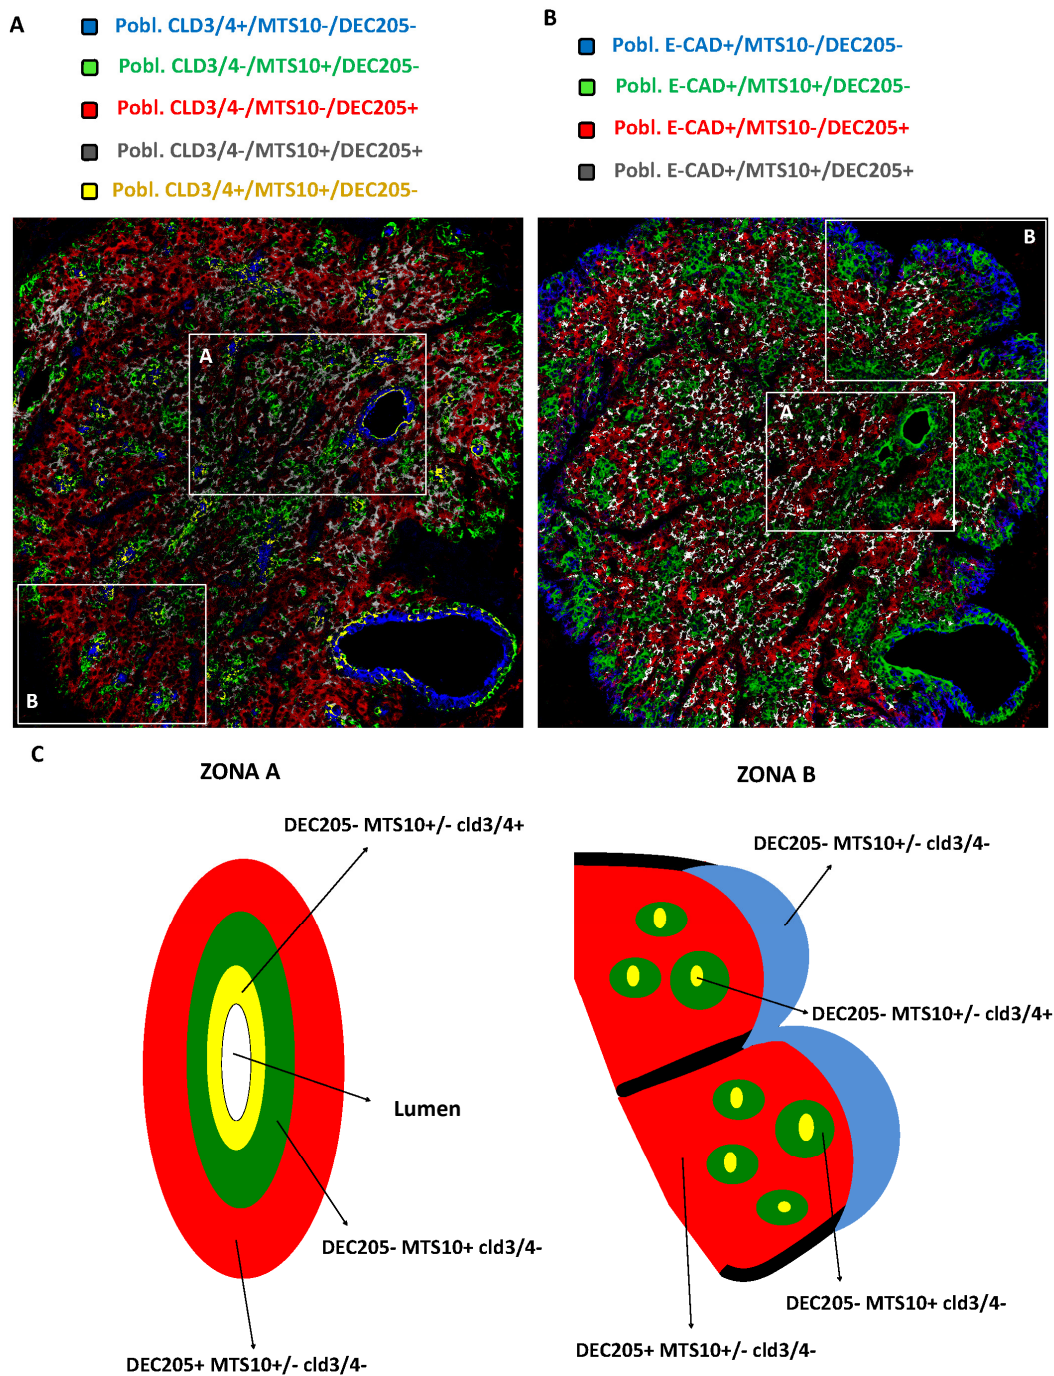 A
Pobl. CLD3/4+/MTS10-/DEC205-
Pobl. CLD3/4-/MTS10+/DEC205-
Pobl. CLD3/4-/MTS10-/DEC205+
Pobl. CLD3/4-/MTS10+/DEC205+
Pobl. CLD3/4+/MTS10+/DEC205-
B
Pobl. E-CAD+/MTS10-/DEC205-
Pobl. E-CAD+/MTS10+/DEC205-
Pobl. E-CAD+/MTS10-/DEC205+
Pobl. E-CAD+/MTS10+/DEC205+
A
B
B
A
C
ZONA A
DEC205- MTS10+/- cld3/4+
Lumen
DEC205- MTS10+ cld3/4-
DEC205+ MTS10+/- cld3/4-
ZONA B
DEC205- MTS10+/- cld3/4-
DEC205- MTS10+/- cld3/4+
DEC205- MTS10+ cld3/4-
DEC205+ MTS10+/- cld3/4-